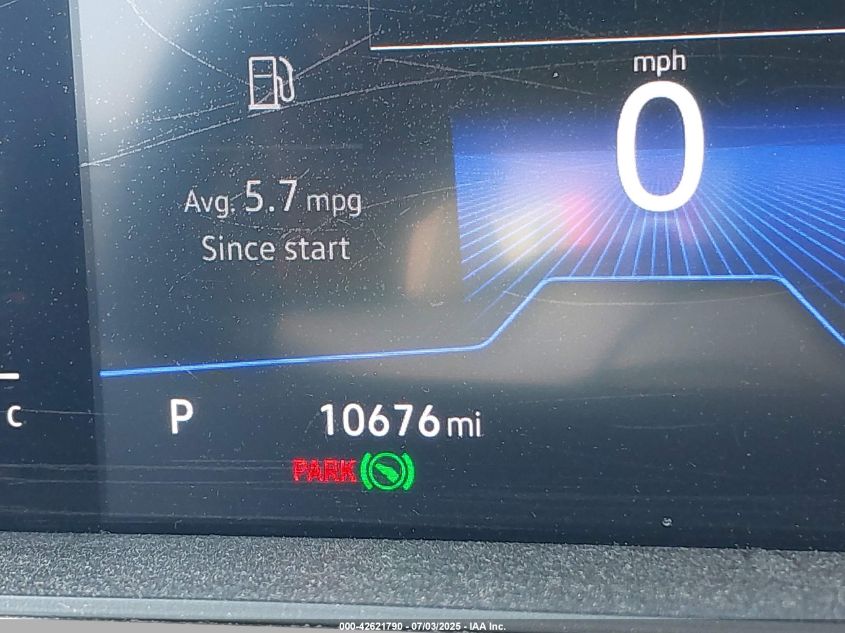 mph
0
Avg. 5.7 mpg
Since start
C
P 10676 mi
PARK
000-42621790 - 07/03/2025 - IAA Inc.